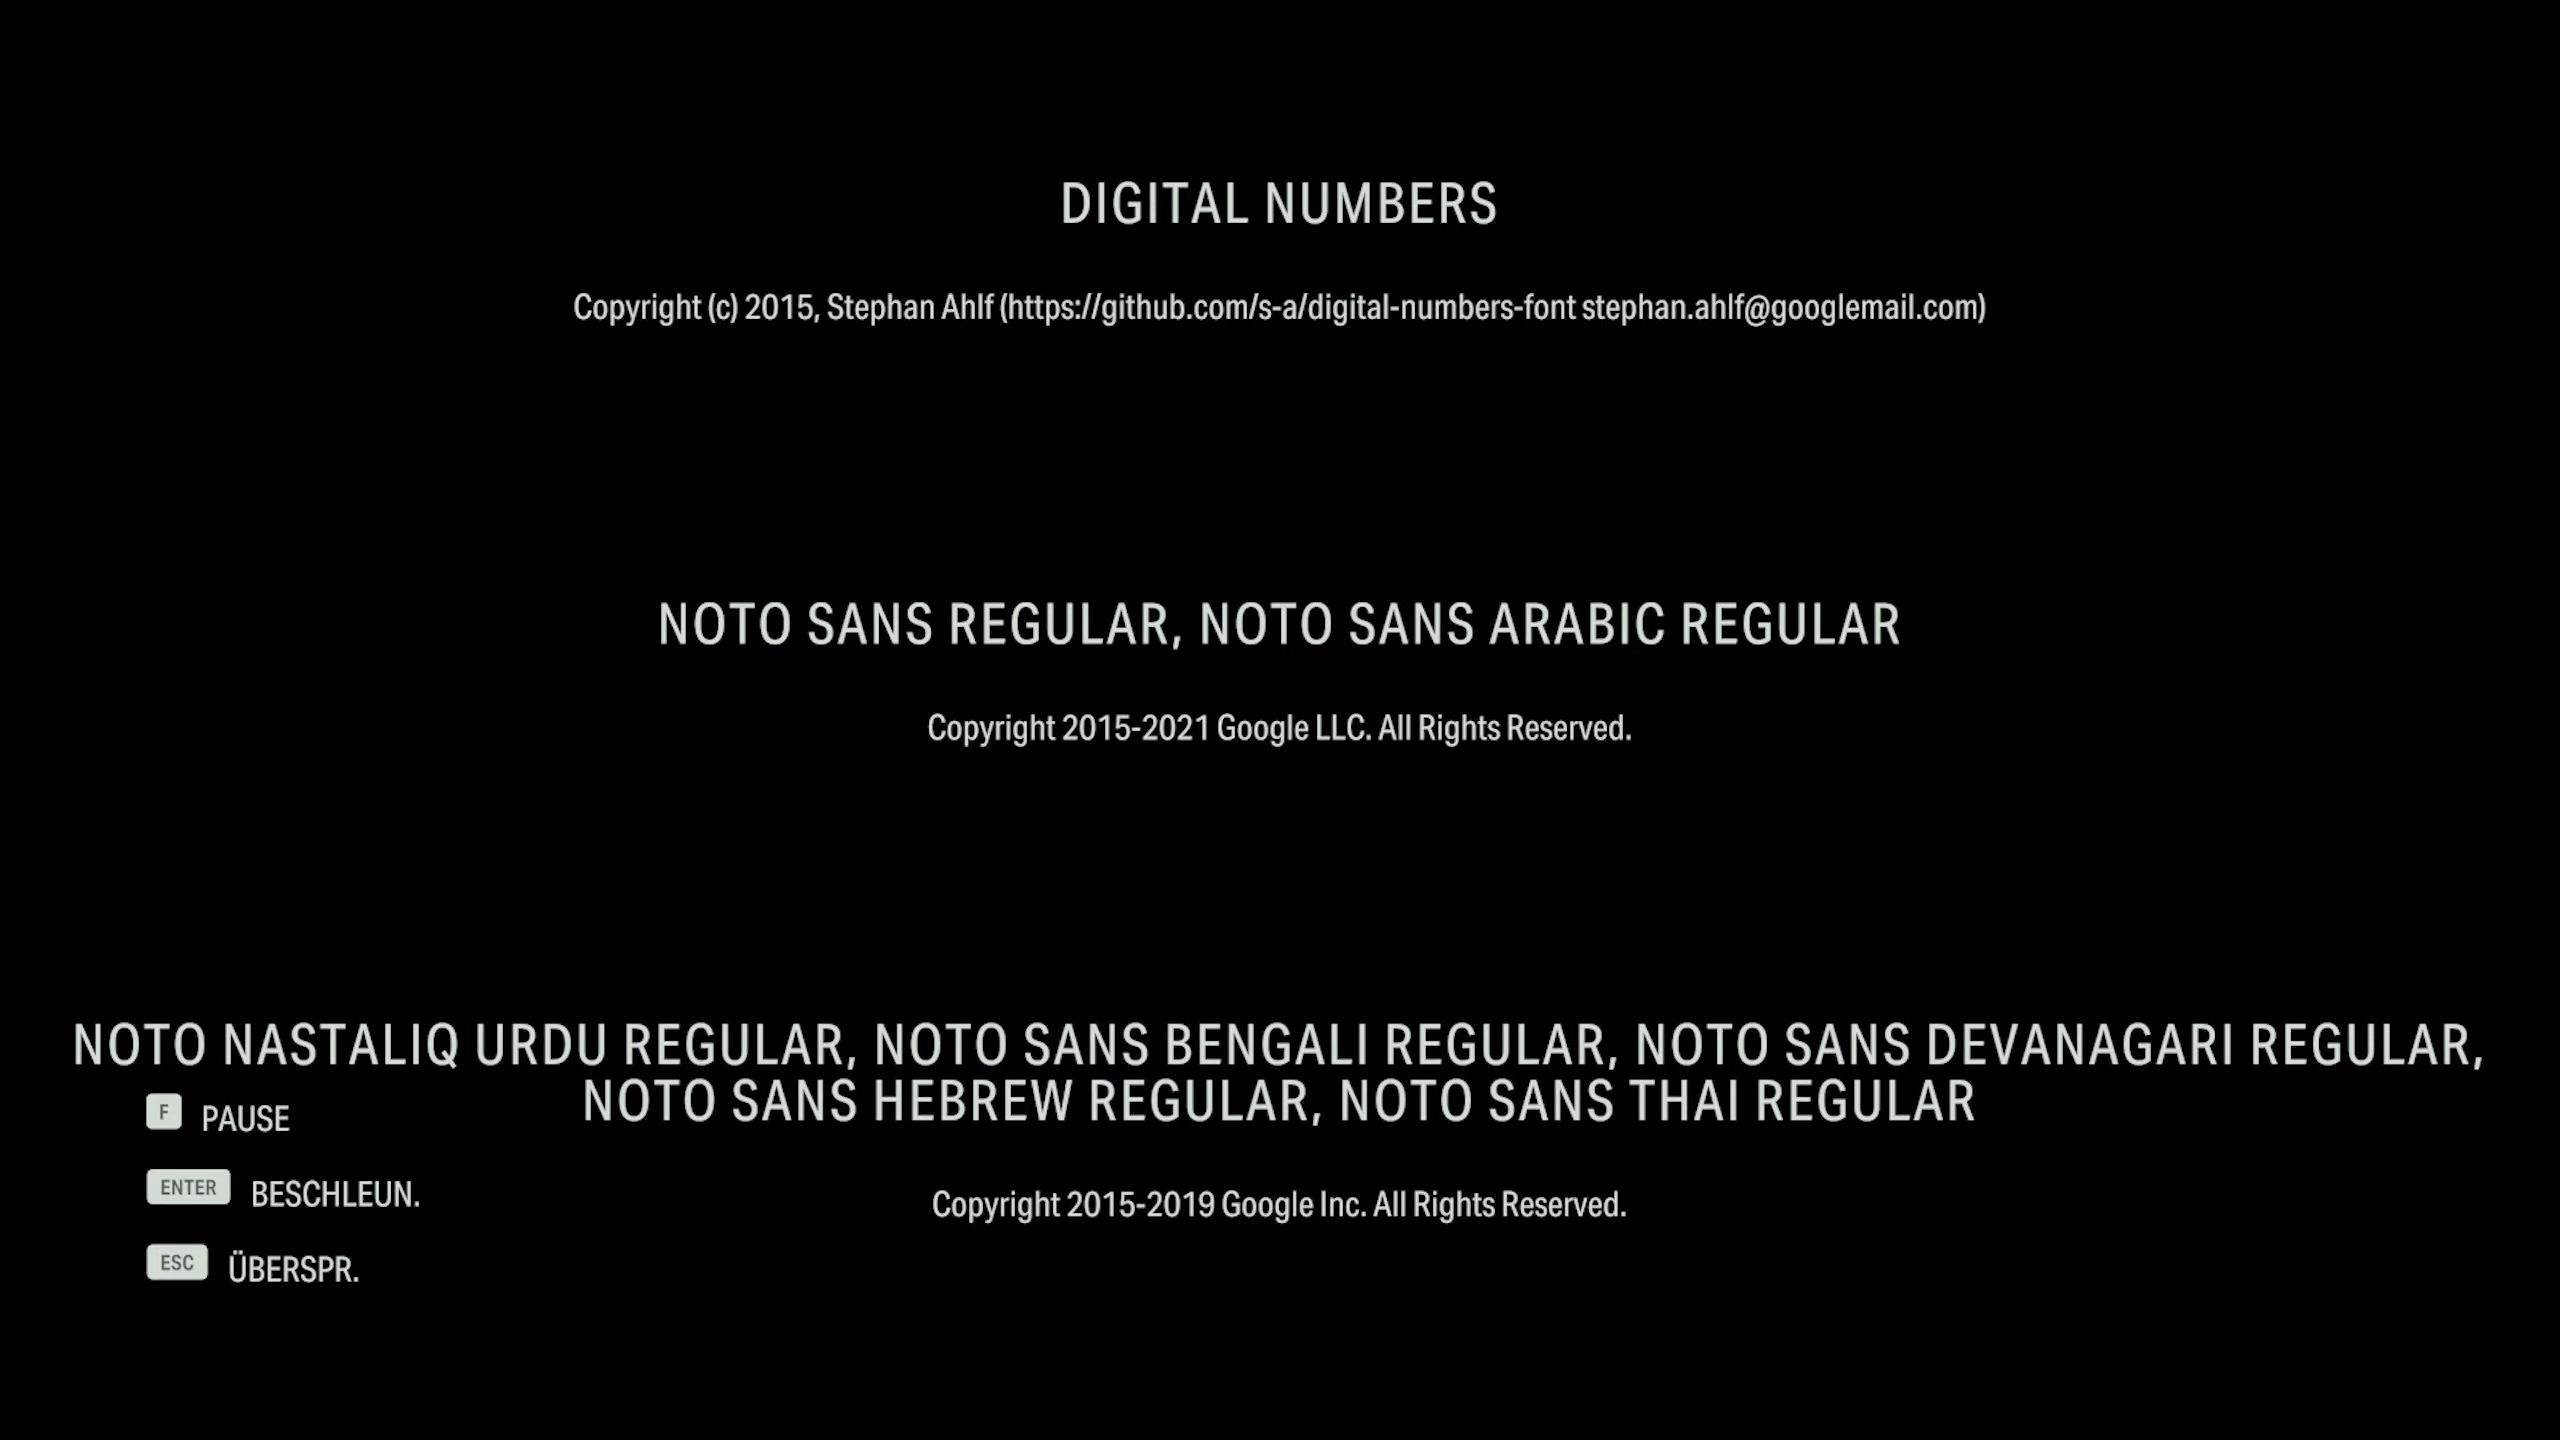 DIGITAL NUMBERS
Copyright (c) 2015, Stephan Ahlf (https://github.com/s-a/digital-numbers-font stephan.ahlf@googlemail.com)
NOTO SANS REGULAR, NOTO SANS ARABIC REGULAR
Copyright 2015-2021 Google LLC. All Rights Reserved.
NOTO NASTALIQ URDU REGULAR, NOTO SANS BENGALI REGULAR, NOTO SANS DEVANAGARI REGULAR,
NOTO SANS HEBREW REGULAR, NOTO SANS THAI REGULAR
Copyright 2015-2019 Google Inc. All Rights Reserved.
F PAUSE
ENTER BESCHLEUN.
ESC ÜBERSPR.